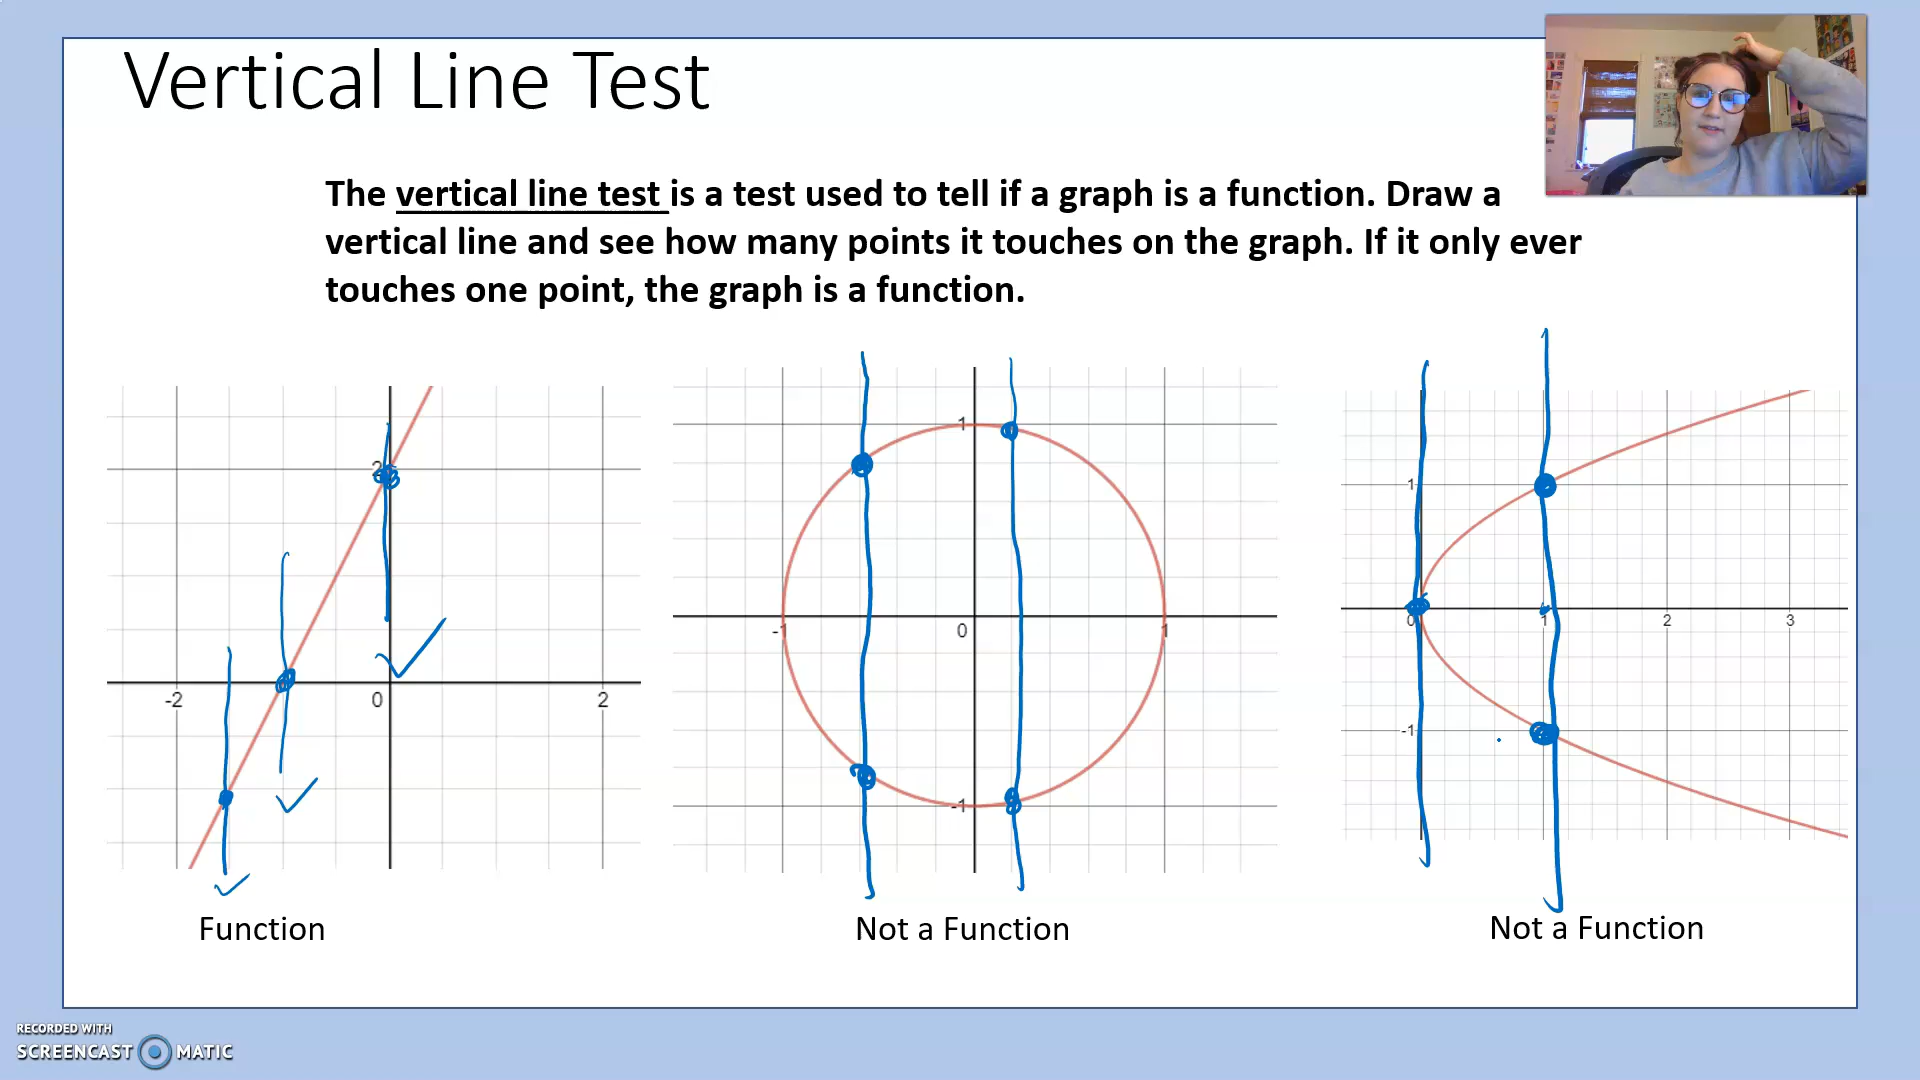 Vertical Line Test
The vertical line test is a test used to tell if a graph is a function. Draw a
vertical line and see how many points it touches on the graph. If it only ever
touches one point, the graph is a function.
2
-2 0 2
1
-1 0 1
-1
1
0 1 2 3
-1
Function
Not a Function
Not a Function
RECORDED WITH
SCREENCAST MATIC